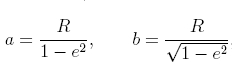 a = R / (1 − e²),   b = R / √(1 − e²)